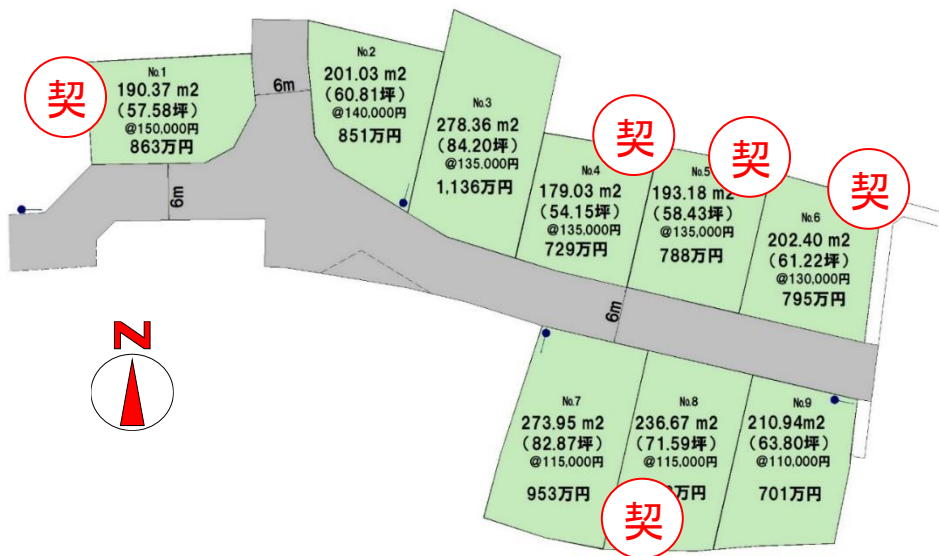 契
No.1
190.37 m2
(57.58坪)
@150,000円
863万円
6m
6m
No.2
201.03 m2
(60.81坪)
@140,000円
851万円
No.3
278.36 m2
(84.20坪)
@135,000円
1,136万円
契
No.4
179.03 m2
(54.15坪)
@135,000円
729万円
契
No.5
193.18 m2
(58.43坪)
@135,000円
788万円
契
No.6
202.40 m2
(61.22坪)
@130,000円
795万円
6m
N
No.7
273.95 m2
(82.87坪)
@115,000円
953万円
No.8
236.67 m2
(71.59坪)
@115,000円
万円
契
No.9
210.94m2
(63.80坪)
@110,000円
701万円